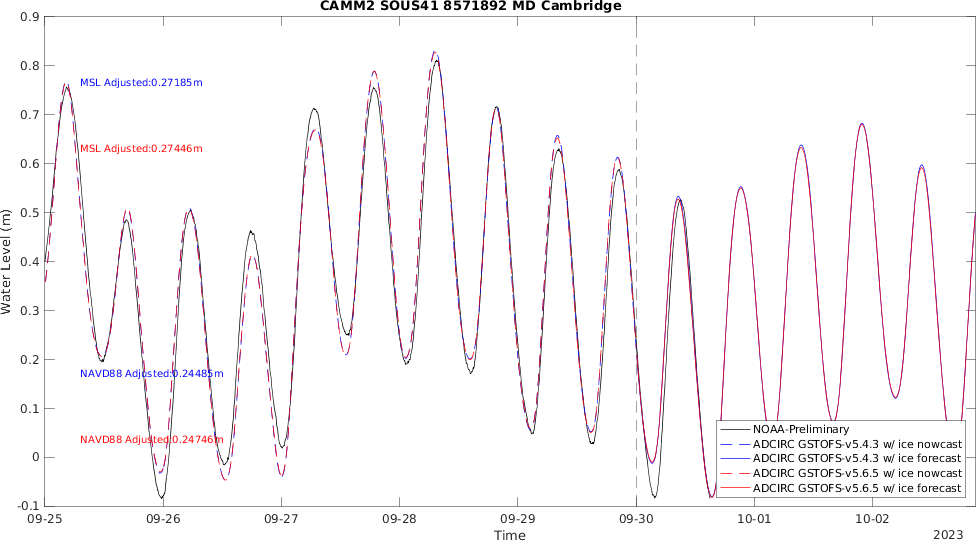 CAMM2 SOUS41 8571892 MD Cambridge
0.9
0.8
0.7
0.6
0.5
0.4
0.3
0.2
0.1
0
-0.1
Water Level (m)
MSL Adjusted:0.27185m
MSL Adjusted:0.27446m
NAVD88 Adjusted:0.24485m
NAVD88 Adjusted:0.24746m
NOAA-Preliminary
ADCIRC GSTOFS-v5.4.3 w/ ice nowcast
ADCIRC GSTOFS-v5.4.3 w/ ice forecast
ADCIRC GSTOFS-v5.6.5 w/ ice nowcast
ADCIRC GSTOFS-v5.6.5 w/ ice forecast
09-25 09-26 09-27 09-28 09-29 09-30 10-01 10-02
Time
2023